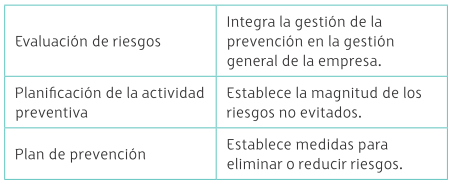 Evaluación de riesgos
Integra la gestión de la
prevención en la gestión
general de la empresa.
Planificación de la actividad
preventiva
Establece la magnitud de los
riesgos no evitados.
Plan de prevención
Establece medidas para
eliminar o reducir riesgos.